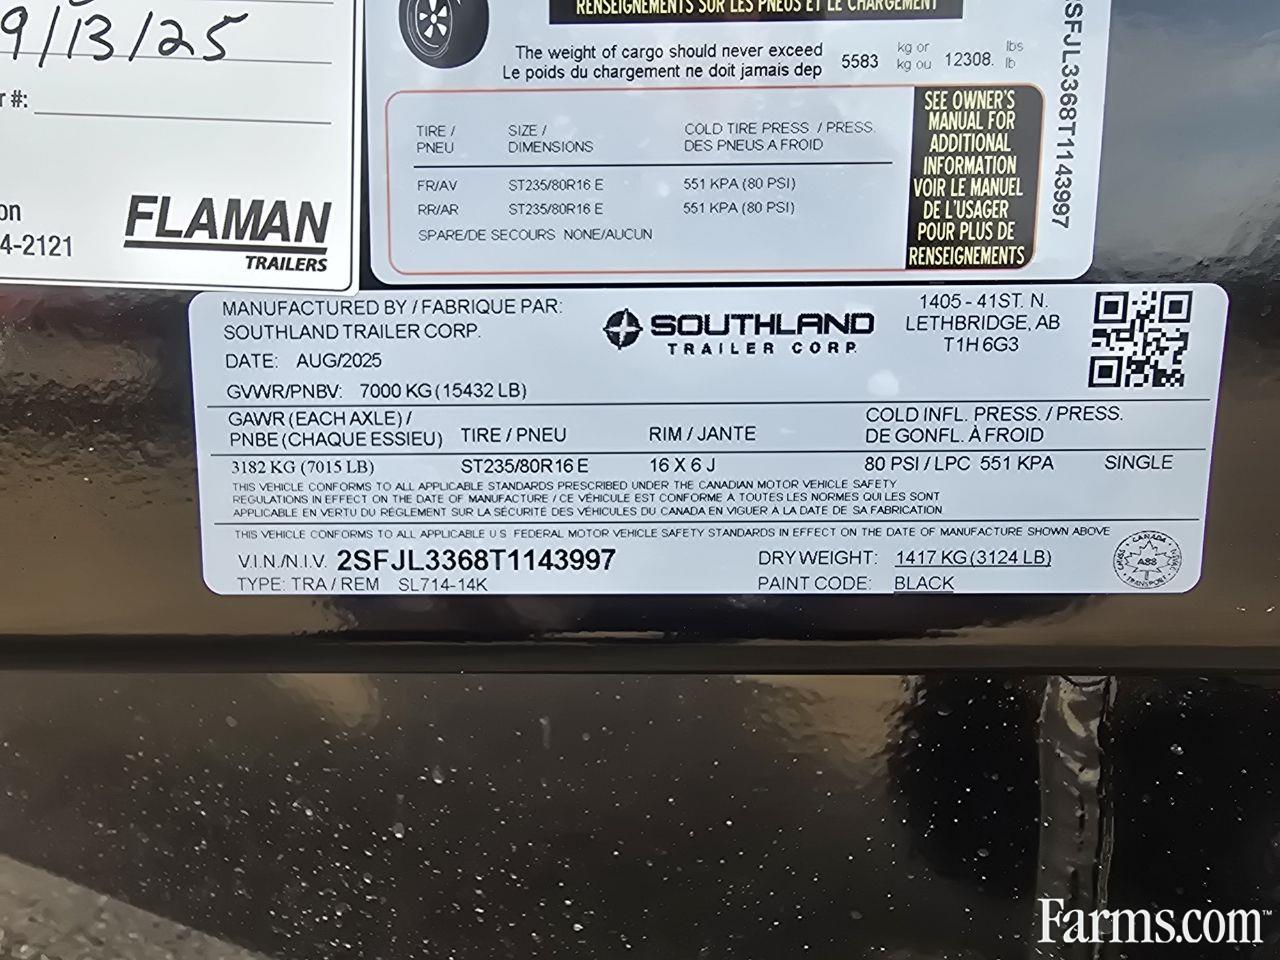 9/13/25
r #:
on
4-2121
FLAMAN
TRAILERS
RENSEIGNEMENTS SUR LES PNEUS ET LE CHARGEMENT
The weight of cargo should never exceed
Le poids du chargement ne doit jamais dep
5583 kg or 12308. lbs
kg ou lb
TIRE / SIZE / COLD TIRE PRESS. / PRESS.
PNEU DIMENSIONS DES PNEUS A FROID
FR/AV ST235/80R16 E 551 KPA (80 PSI)
RR/AR ST235/80R16 E 551 KPA (80 PSI)
SPARE/DE SECOURS NONE/AUCUN
SEE OWNER'S
MANUAL FOR
ADDITIONAL
INFORMATION
VOIR LE MANUEL
DE L'USAGER
POUR PLUS DE
RENSEIGNEMENTS
SFJL3368T1143997
MANUFACTURED BY / FABRIQUE PAR:
SOUTHLAND TRAILER CORP.
DATE: AUG/2025
GVWR/PNBV: 7000 KG (15432 LB)
SOUTHLAND
TRAILER CORP.
1405 - 41ST. N.
LETHBRIDGE, AB
T1H 6G3
GAWR (EACH AXLE) / COLD INFL. PRESS. / PRESS.
PNBE (CHAQUE ESSIEU) TIRE / PNEU RIM / JANTE DE GONFL. À FROID
3182 KG (7015 LB) ST235/80R16 E 16 X 6 J 80 PSI / LPC 551 KPA SINGLE
THIS VEHICLE CONFORMS TO ALL APPLICABLE STANDARDS PRESCRIBED UNDER THE CANADIAN MOTOR VEHICLE SAFETY
REGULATIONS IN EFFECT ON THE DATE OF MANUFACTURE / CE VÉHICULE EST CONFORME A TOUTES LES NORMES QUI LES SONT
APPLICABLE EN VERTU DU RÈGLEMENT SUR LA SÉCURITÉ DES VÉHICULES DU CANADA EN VIGUER A LA DATE DE SA FABRICATION
THIS VEHICLE CONFORMS TO ALL APPLICABLE U S FEDERAL MOTOR VEHICLE SAFETY STANDARDS IN EFFECT ON THE DATE OF MANUFACTURE SHOWN ABOVE
V.I.N./N.I.V. 2SFJL3368T1143997 DRY WEIGHT: 1417 KG (3124 LB)
TYPE: TRA / REM SL714-14K PAINT CODE: BLACK
CANADA
TRANSPORT
Farms.com™